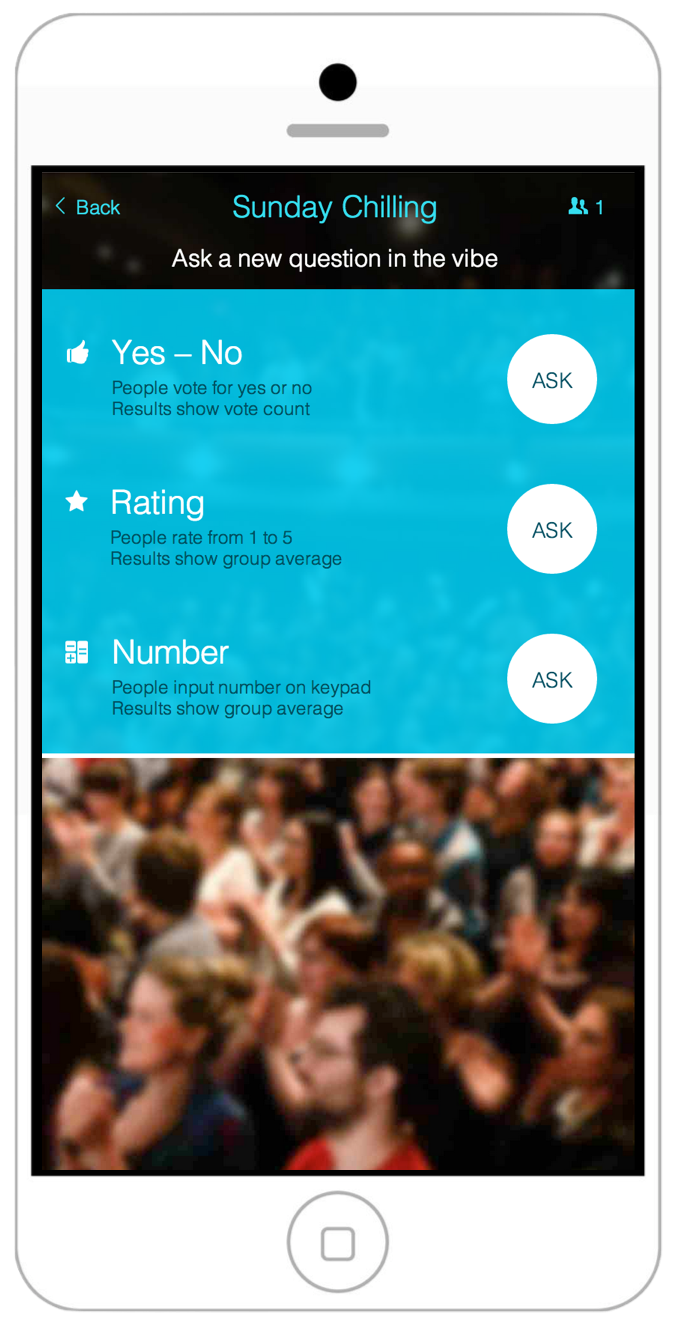 Back
Sunday Chilling
1
Ask a new question in the vibe
Yes – No
People vote for yes or no
Results show vote count
ASK
Rating
People rate from 1 to 5
Results show group average
ASK
Number
People input number on keypad
Results show group average
ASK